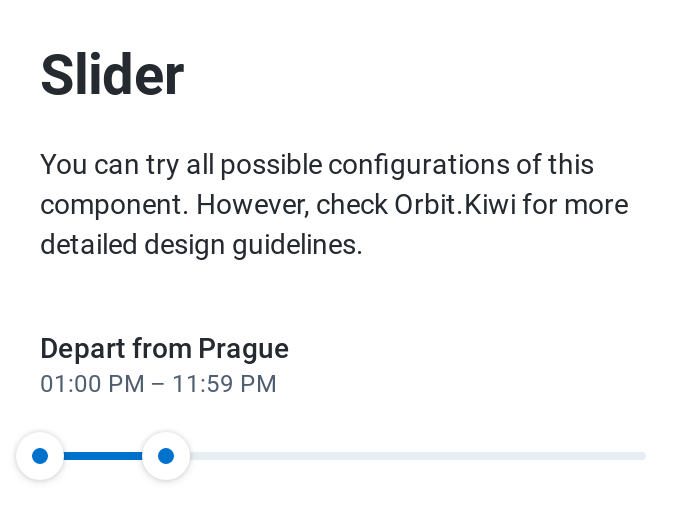 Slider
You can try all possible configurations of this
component. However, check Orbit.Kiwi for more
detailed design guidelines.
Depart from Prague
01:00 PM – 11:59 PM